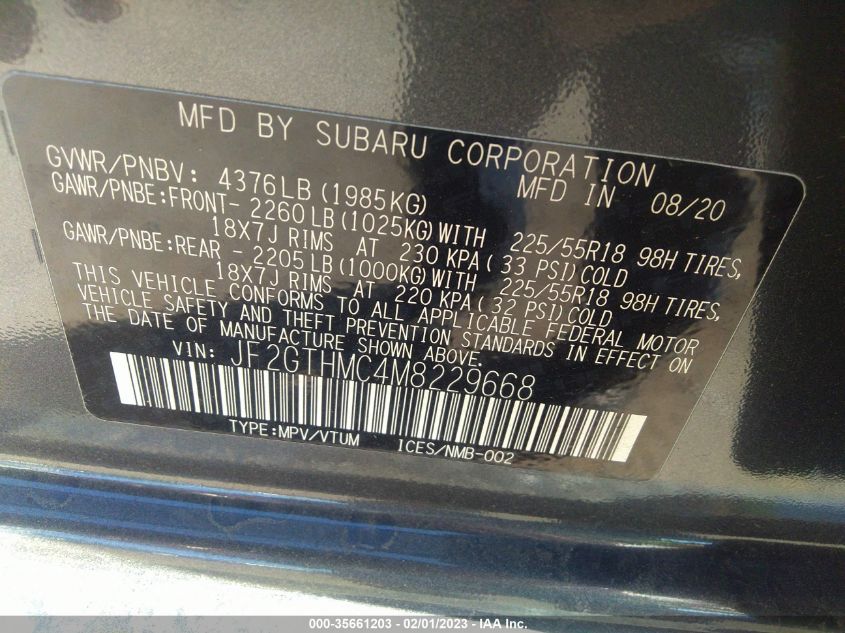 MFD BY SUBARU CORPORATION
GVWR/PNBV: 4376LB(1985KG) MFD IN 08/20
GAWR/PNBE:FRONT- 2260LB(1025KG)WITH 225/55R18 98H TIRES,
18X7J RIMS AT 230 KPA(33 PSI)COLD
GAWR/PNBE:REAR - 2205LB(1000KG)WITH 225/55R18 98H TIRES,
18X7J RIMS AT 220 KPA(32 PSI)COLD
THIS VEHICLE CONFORMS TO ALL APPLICABLE FEDERAL MOTOR
VEHICLE SAFETY AND THEFT PREVENTION STANDARDS IN EFFECT ON
THE DATE OF MANUFACTURE SHOWN ABOVE.
VIN: JF2GTHMC4M8229668
TYPE:MPV/VTUM ICES/NMB-002
000-35661203 - 02/01/2023 - IAA Inc.